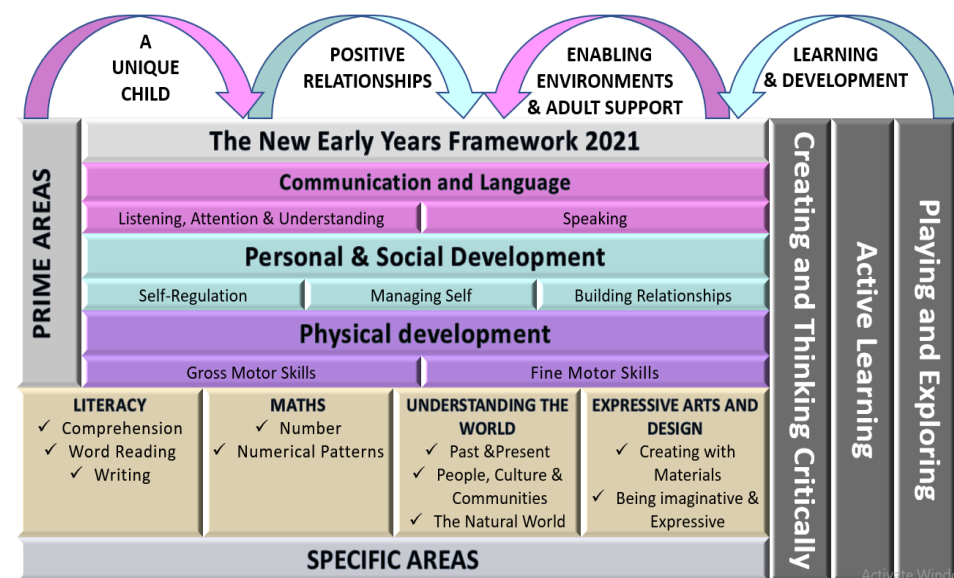 A
UNIQUE
CHILD
POSITIVE
RELATIONSHIPS
ENABLING
ENVIRONMENTS
& ADULT SUPPORT
LEARNING
& DEVELOPMENT
PRIME AREAS
The New Early Years Framework 2021
Communication and Language
Listening, Attention & Understanding
Speaking
Personal & Social Development
Self-Regulation
Managing Self
Building Relationships
Physical development
Gross Motor Skills
Fine Motor Skills
LITERACY
✓ Comprehension
✓ Word Reading
✓ Writing
MATHS
✓ Number
✓ Numerical Patterns
UNDERSTANDING THE
WORLD
✓ Past &Present
✓ People, Culture &
Communities
✓ The Natural World
EXPRESSIVE ARTS AND
DESIGN
✓ Creating with
Materials
✓ Being imaginative &
Expressive
SPECIFIC AREAS
Creating and Thinking Critically
Active Learning
Playing and Exploring
Activate